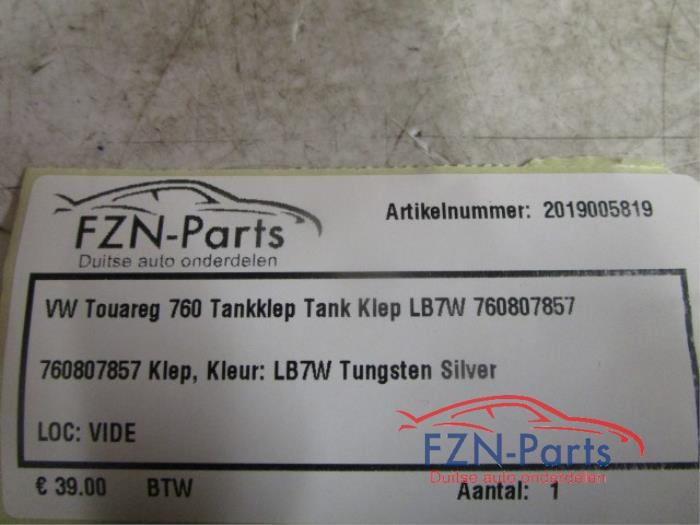 FZN-Parts
Duitse auto onderdelen
Artikelnummer: 2019005819
VW Touareg 760 Tankklep Tank Klep LB7W 760807857
760807857 Klep, Kleur: LB7W Tungsten Silver
LOC: VIDE
€ 39.00 BTW Aantal: 1
FZN-Parts
Duitse auto onderdelen